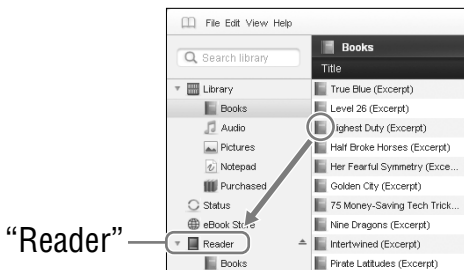 File Edit View Help
Search library
Books
Title
Library
Books
Audio
Pictures
Notepad
Purchased
Status
eBook Store
Reader
Books
True Blue (Excerpt)
Level 26 (Excerpt)
Highest Duty (Excerpt)
Half Broke Horses (Excerpt)
Her Fearful Symmetry (Exce...
Golden City (Excerpt)
75 Money-Saving Tech Trick...
Nine Dragons (Excerpt)
Intertwined (Excerpt)
Pirate Latitudes (Excerpt)
“Reader”